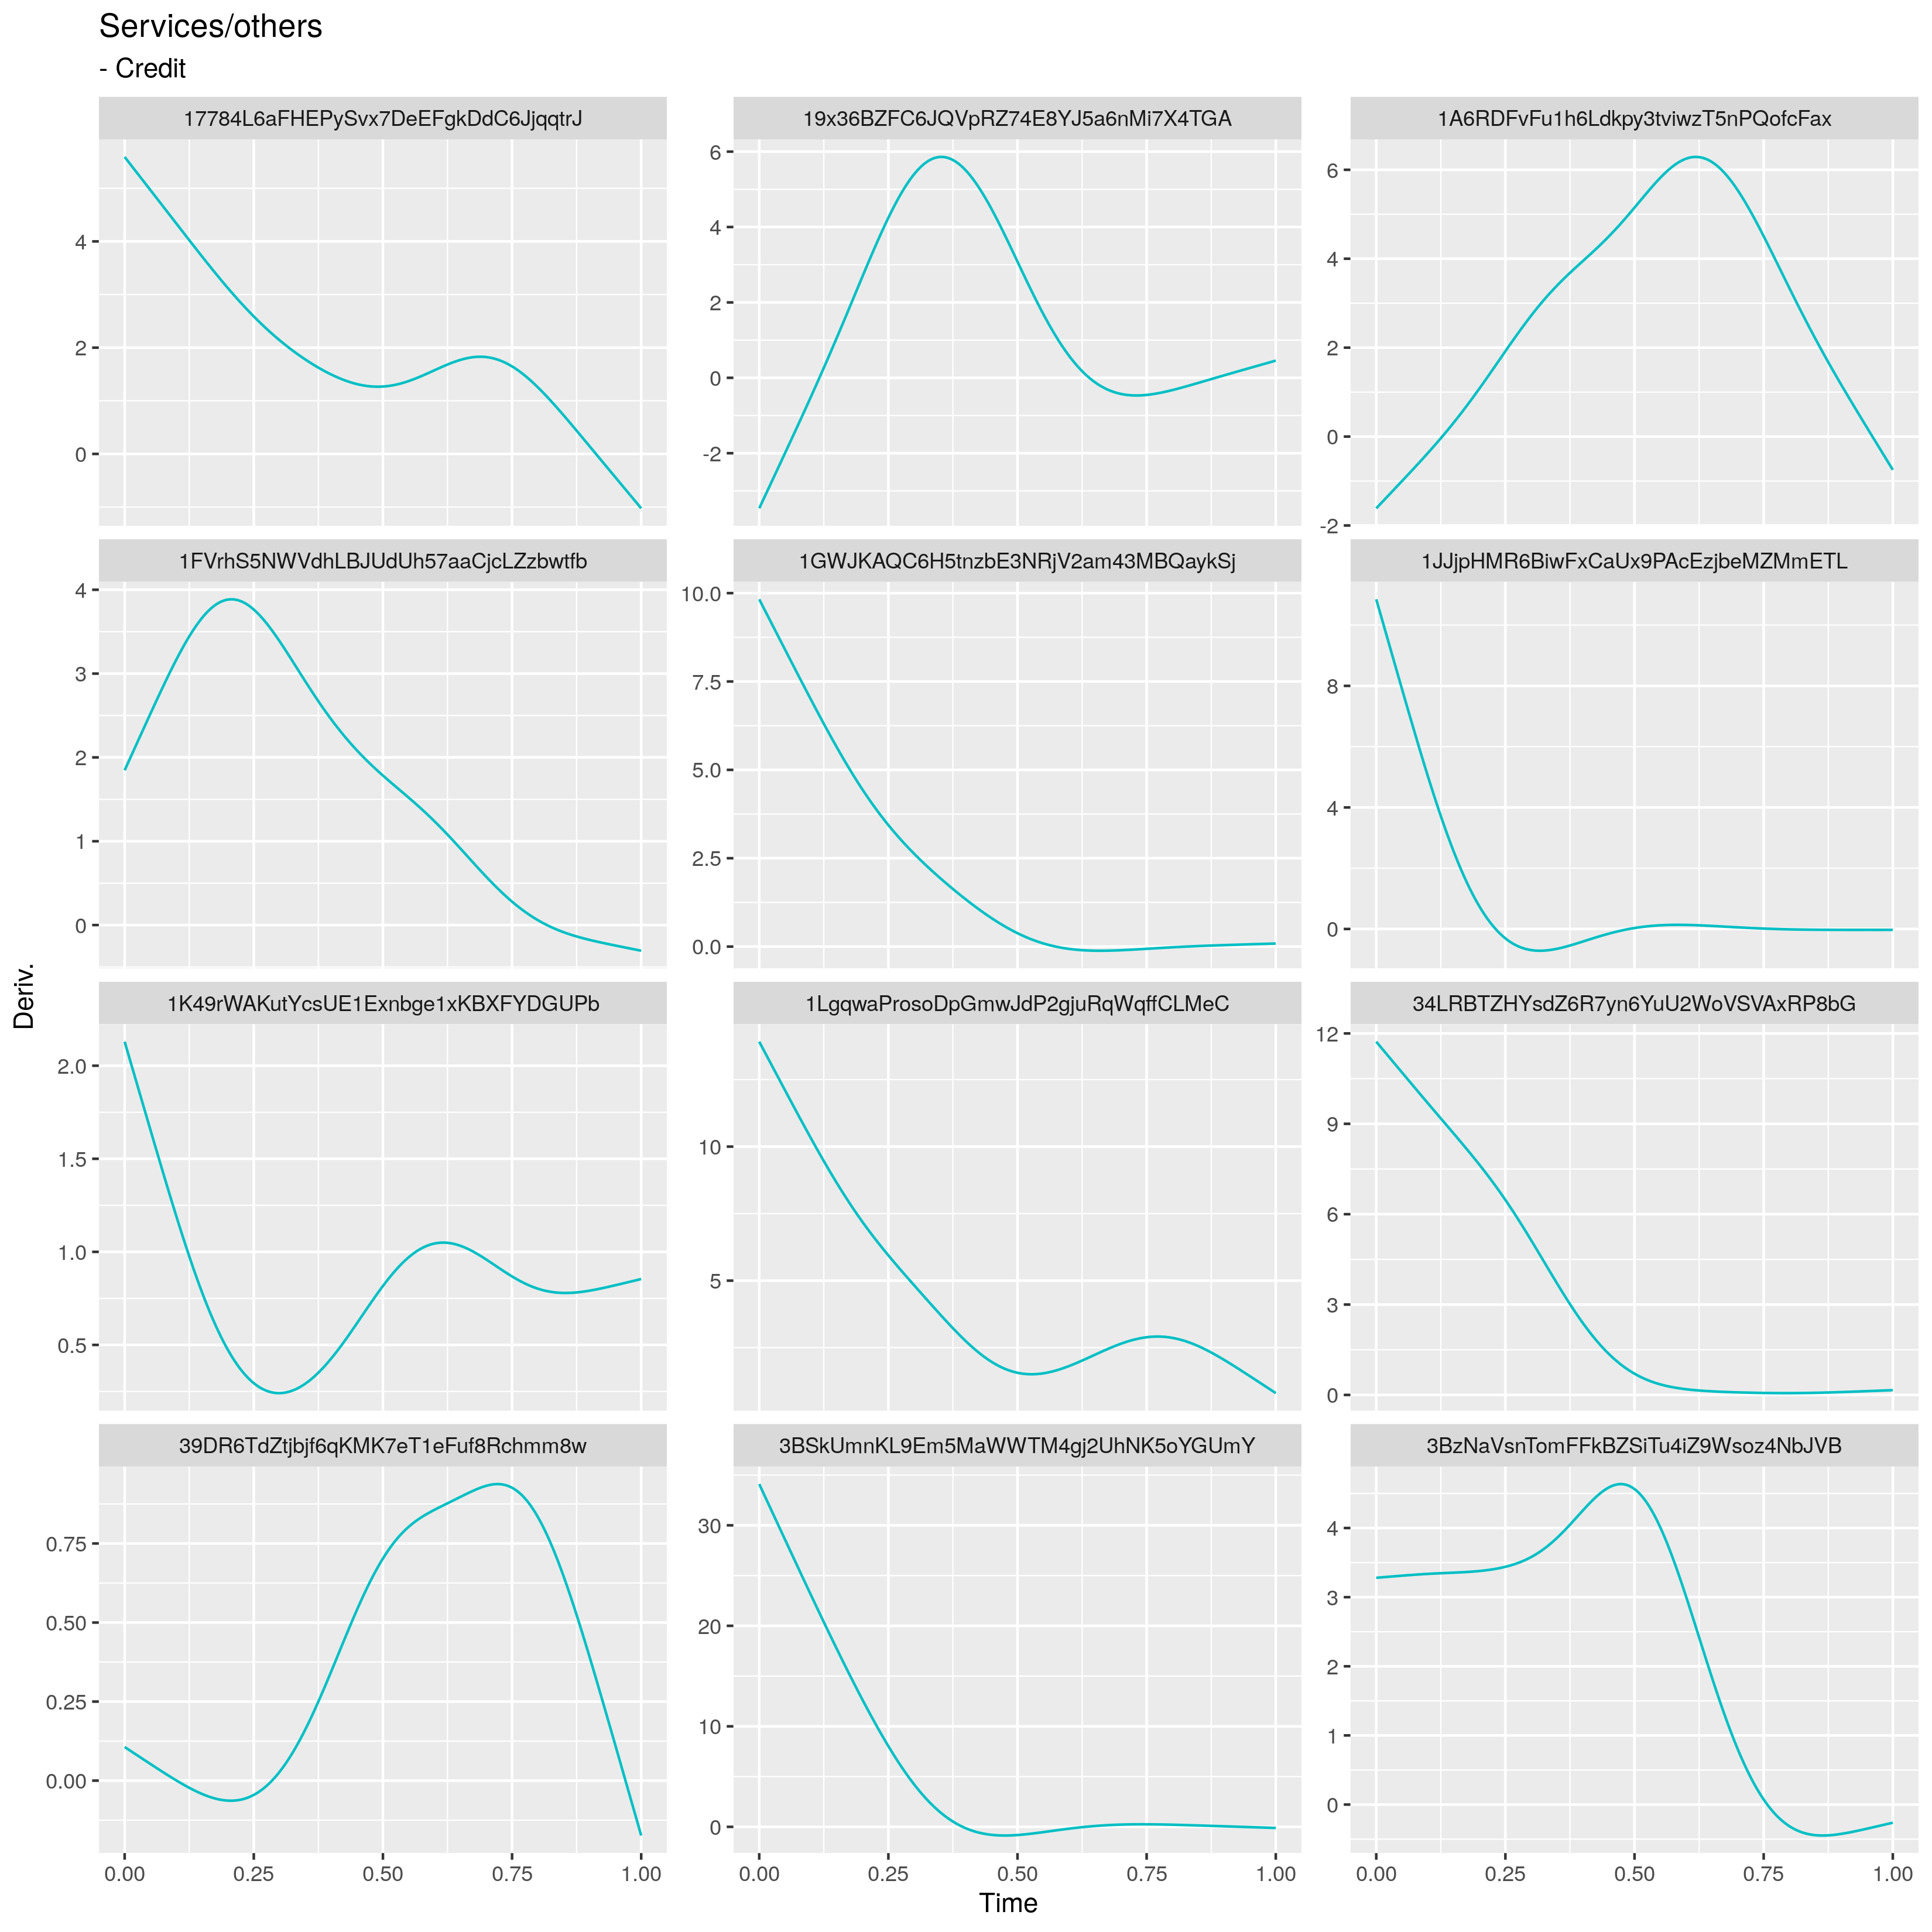 Services/others
- Credit
17784L6aFHEPySvx7DeEFgkDdC6JjqqtrJ
19x36BZFC6JQVpRZ74E8YJ5a6nMi7X4TGA
1A6RDFvFu1h6Ldkpy3tviwzT5nPQofcFax
4
2
0
6
4
2
0
-2
6
4
2
0
-2
1FVrhS5NWVdhLBJUdUh57aaCjcLZzbwtfb
1GWJKAQC6H5tnzbE3NRjV2am43MBQaykSj
1JJjpHMR6BiwFxCaUx9PAcEzjbeMZMmETL
4
3
2
1
0
10.0
7.5
5.0
2.5
0.0
8
4
0
Deriv.
1K49rWAKutYcsUE1Exnbge1xKBXFYDGUPb
1LgqwaProsoDpGmwJdP2gjuRqWqffCLMeC
34LRBTZHYsdZ6R7yn6YuU2WoVSVAxRP8bG
2.0
1.5
1.0
0.5
10
5
12
9
6
3
0
39DR6TdZtjbjf6qKMK7eT1eFuf8Rchmm8w
3BSkUmnKL9Em5MaWWTM4gj2UhNK5oYGUmY
3BzNaVsnTomFFkBZSiTu4iZ9Wsoz4NbJVB
0.75
0.50
0.25
0.00
30
20
10
0
4
3
2
1
0
0.00 0.25 0.50 0.75 1.00
0.00 0.25 0.50 0.75 1.00
0.00 0.25 0.50 0.75 1.00
Time